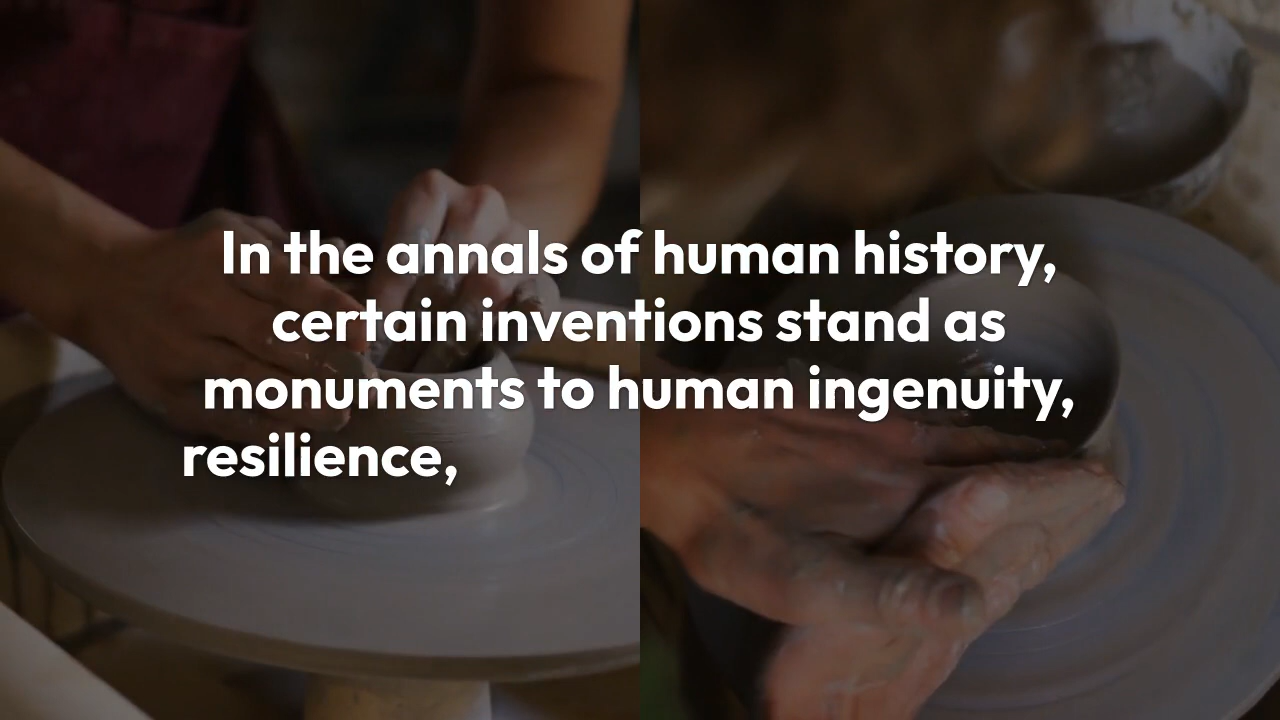 In the annals of human history,
certain inventions stand as
monuments to human ingenuity,
resilience,